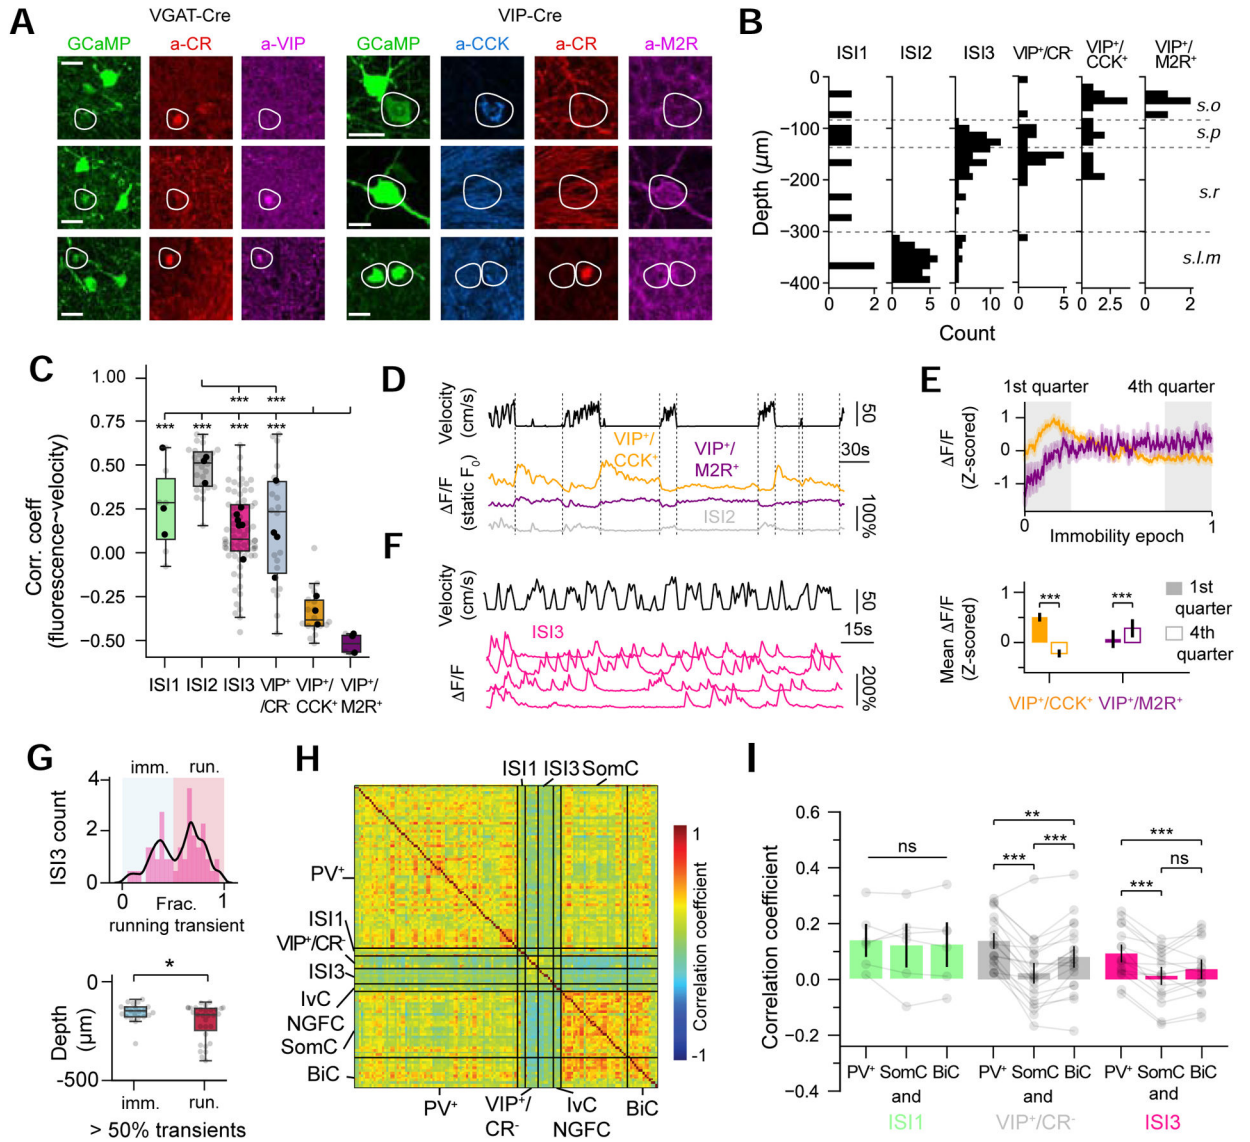 A
VGAT-Cre
VIP-Cre
GCaMP
a-CR
a-VIP
GCaMP
a-CCK
a-CR
a-M2R
B
ISI1
ISI2
ISI3
VIP⁺/CR⁻
VIP⁺/
CCK⁺
VIP⁺/
M2R⁺
0
-100
-200
-300
-400
Depth (µm)
s.o
s.p
s.r
s.l.m
0 2
0 5
0 10
0 5
0 2.5
0 2
Count
C
1.00
0.75
0.50
0.25
0.00
−0.25
−0.50
Corr. coeff
(fluorescence~velocity)
*** ***
*** *** *** ***
ISI1
ISI2
ISI3
VIP⁺
/CR⁻
VIP⁺/
CCK⁺
VIP⁺/
M2R⁺
D
Velocity
(cm/s)
50
30s
VIP⁺/
CCK⁺
VIP⁺/
M2R⁺
ISI2
ΔF/F
(static F₀)
100%
E
1st quarter
4th quarter
ΔF/F
(Z-scored)
1
0
-1
0
1
Immobility epoch
Mean ΔF/F
(Z-scored)
1
0
***
***
1st
quarter
4th
quarter
VIP⁺/CCK⁺
VIP⁺/M2R⁺
F
Velocity
(cm/s)
50
15s
ISI3
ΔF/F
200%
G
imm.
run.
ISI3 count
4
2
0
0
1
Frac.
running transient
*
0
-500
Depth
(µm)
imm.
run.
> 50% transients
H
ISI1
ISI3
SomC
PV⁺
ISI1
VIP⁺/CR⁻
ISI3
IvC
NGFC
SomC
BiC
PV⁺
VIP⁺/
CR⁻
IvC
NGFC
BiC
1
-1
Correlation coeffcient
I
Correlation coefficient
0.6
0.4
0.2
0.0
−0.2
−0.4
ns
**
***
***
***
***
ns
PV⁺ SomC BiC
and
ISI1
PV⁺ SomC BiC
and
VIP⁺/CR⁻
PV⁺ SomC BiC
and
ISI3